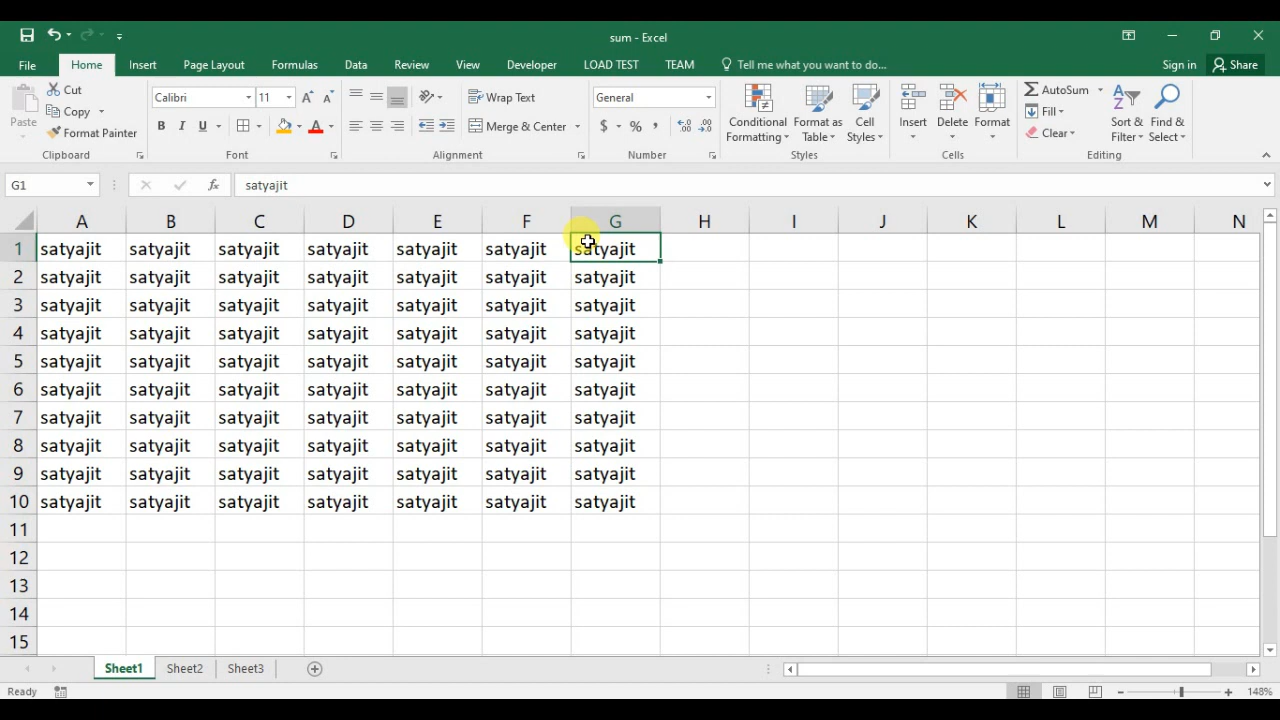 sum - Excel
File Home Insert Page Layout Formulas Data Review View Developer LOAD TEST TEAM Tell me what you want to do... Sign in Share
Paste Cut Copy Format Painter Clipboard
Calibri 11 B I U A Font
Wrap Text Merge & Center Alignment
General $ % , Number
Conditional Formatting Format as Table Cell Styles Styles
Insert Delete Format Cells
AutoSum Fill Clear Sort & Filter Find & Select Editing
G1 fx satyajit
A B C D E F G H I J K L M N
1 satyajit satyajit satyajit satyajit satyajit satyajit satyajit
2 satyajit satyajit satyajit satyajit satyajit satyajit satyajit
3 satyajit satyajit satyajit satyajit satyajit satyajit satyajit
4 satyajit satyajit satyajit satyajit satyajit satyajit satyajit
5 satyajit satyajit satyajit satyajit satyajit satyajit satyajit
6 satyajit satyajit satyajit satyajit satyajit satyajit satyajit
7 satyajit satyajit satyajit satyajit satyajit satyajit satyajit
8 satyajit satyajit satyajit satyajit satyajit satyajit satyajit
9 satyajit satyajit satyajit satyajit satyajit satyajit satyajit
10 satyajit satyajit satyajit satyajit satyajit satyajit satyajit
11
12
13
14
15
Sheet1 Sheet2 Sheet3
Ready 148%